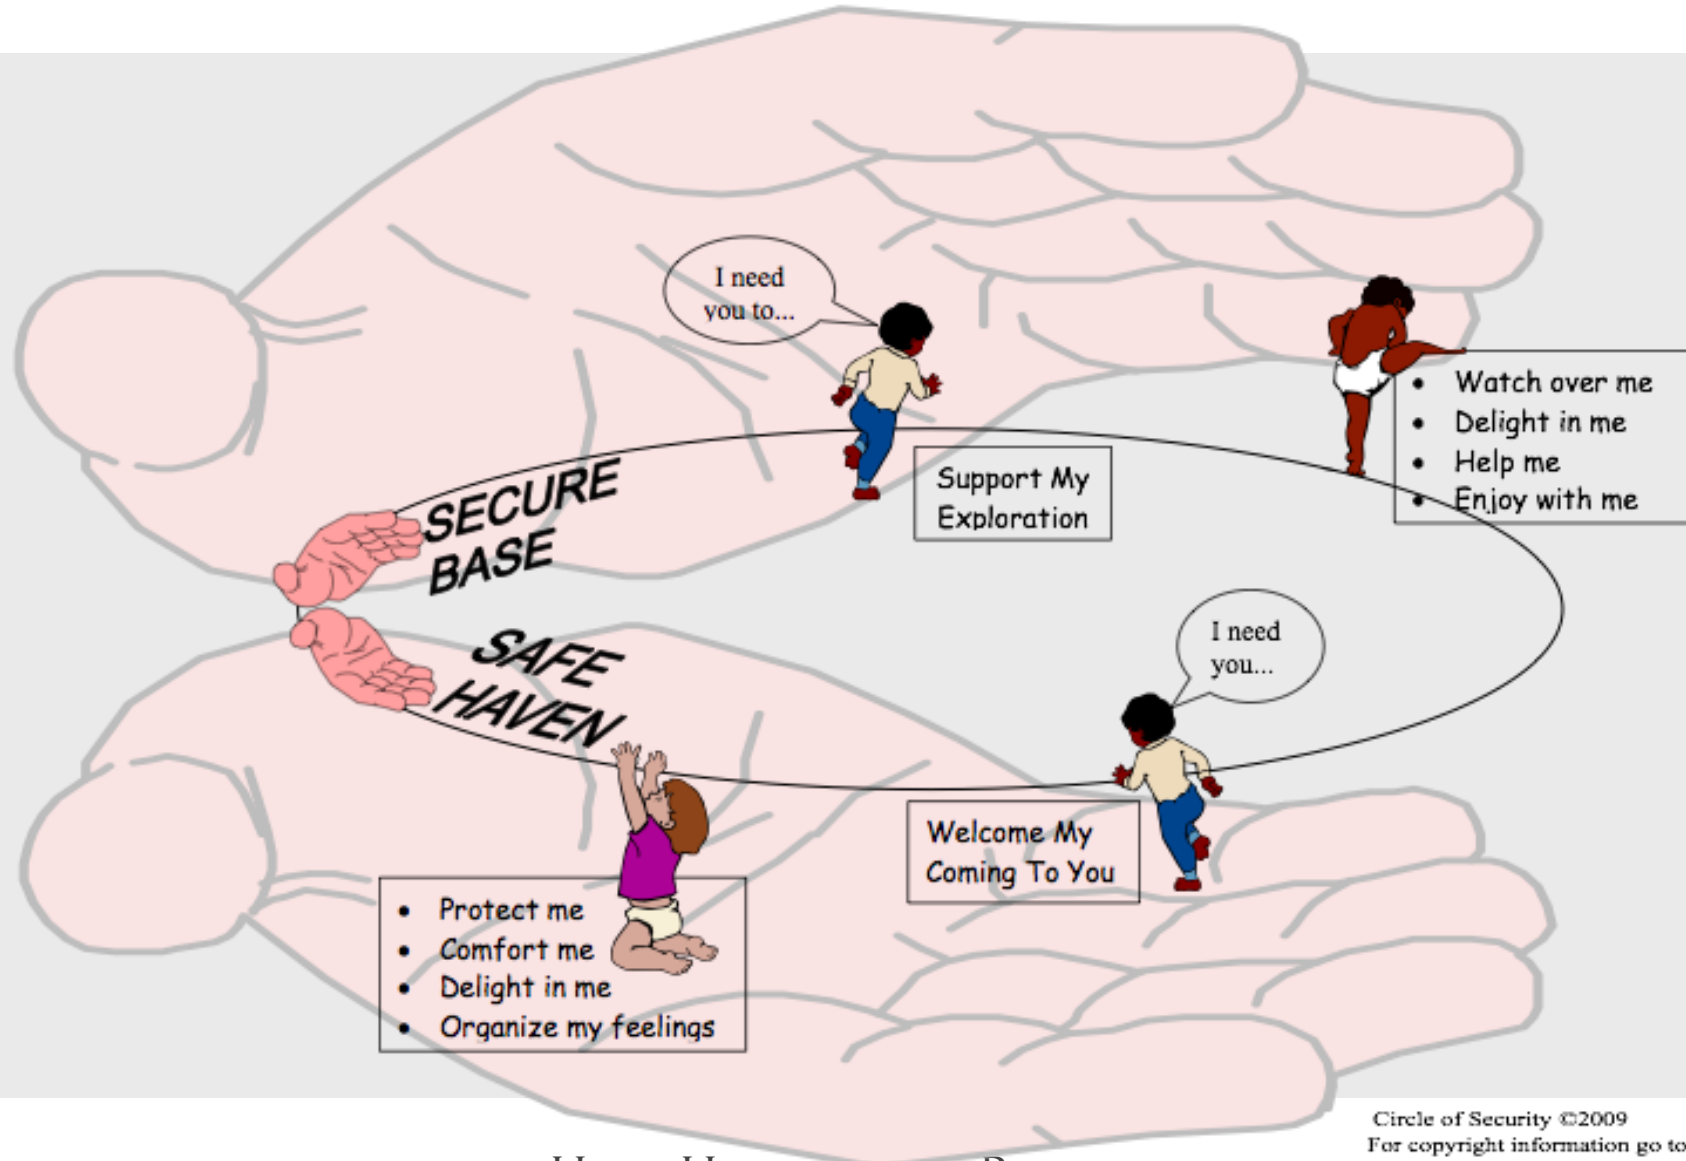 I need
you to...
• Watch over me
• Delight in me
• Help me
• Enjoy with me
SECURE
BASE
Support My
Exploration
SAFE
HAVEN
I need
you...
Welcome My
Coming To You
• Protect me
• Comfort me
• Delight in me
• Organize my feelings
Circle of Security ©2009
For copyright information go to